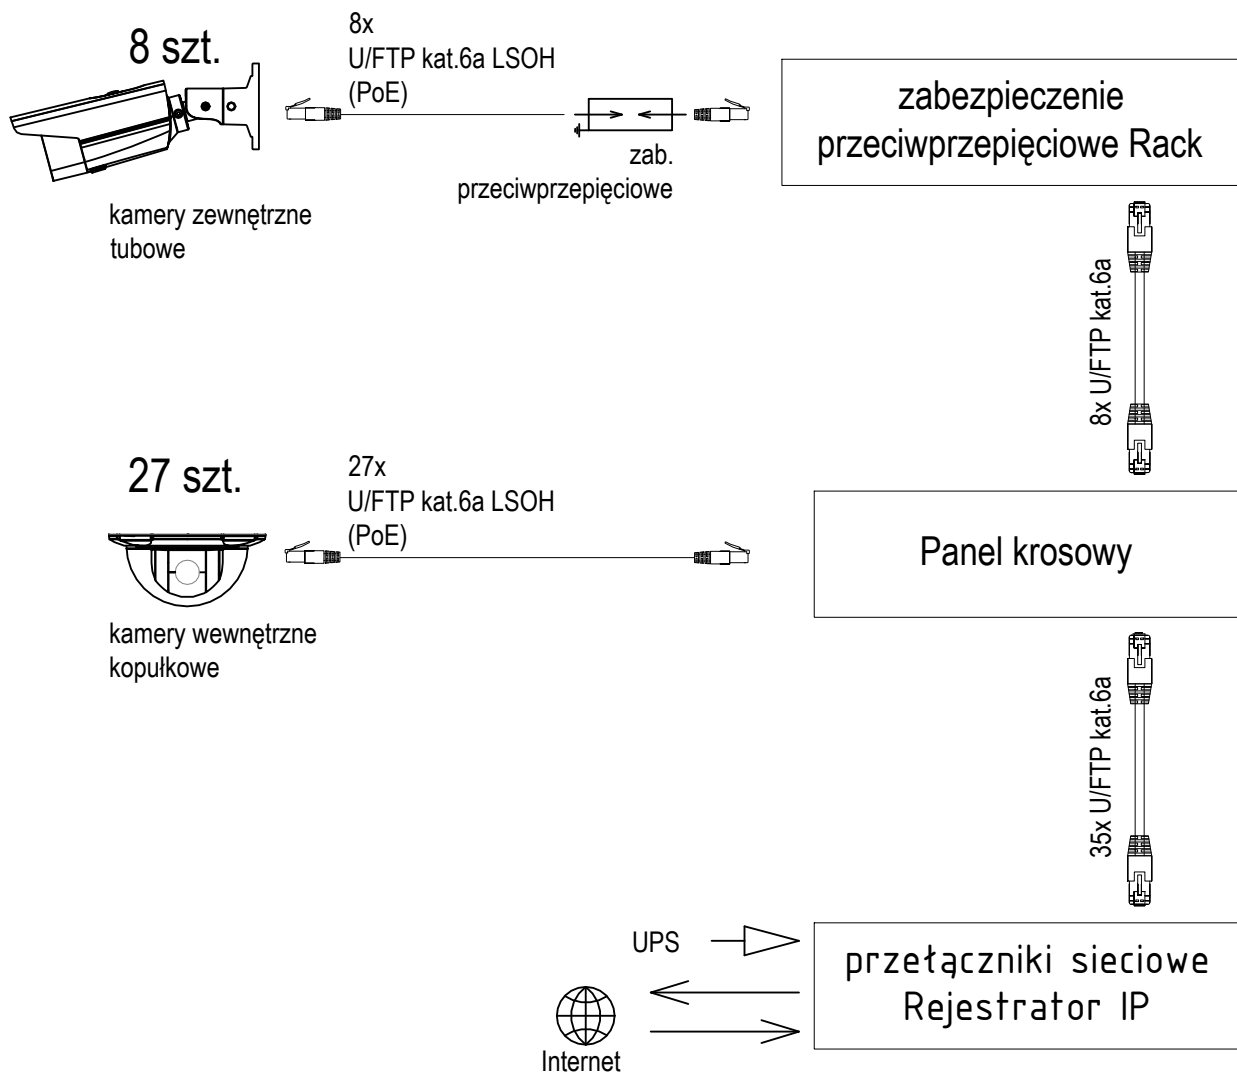 8 szt.
8x
U/FTP kat.6a LSOH
(PoE)
zabezpieczenie
przeciwprzepięciowe Rack
zab.
przeciwprzepięciowe
kamery zewnętrzne
tubowe
8x U/FTP kat.6a
27 szt.
27x
U/FTP kat.6a LSOH
(PoE)
Panel krosowy
kamery wewnętrzne
kopułkowe
35x U/FTP kat.6a
UPS
przełączniki sieciowe
Rejestrator IP
Internet